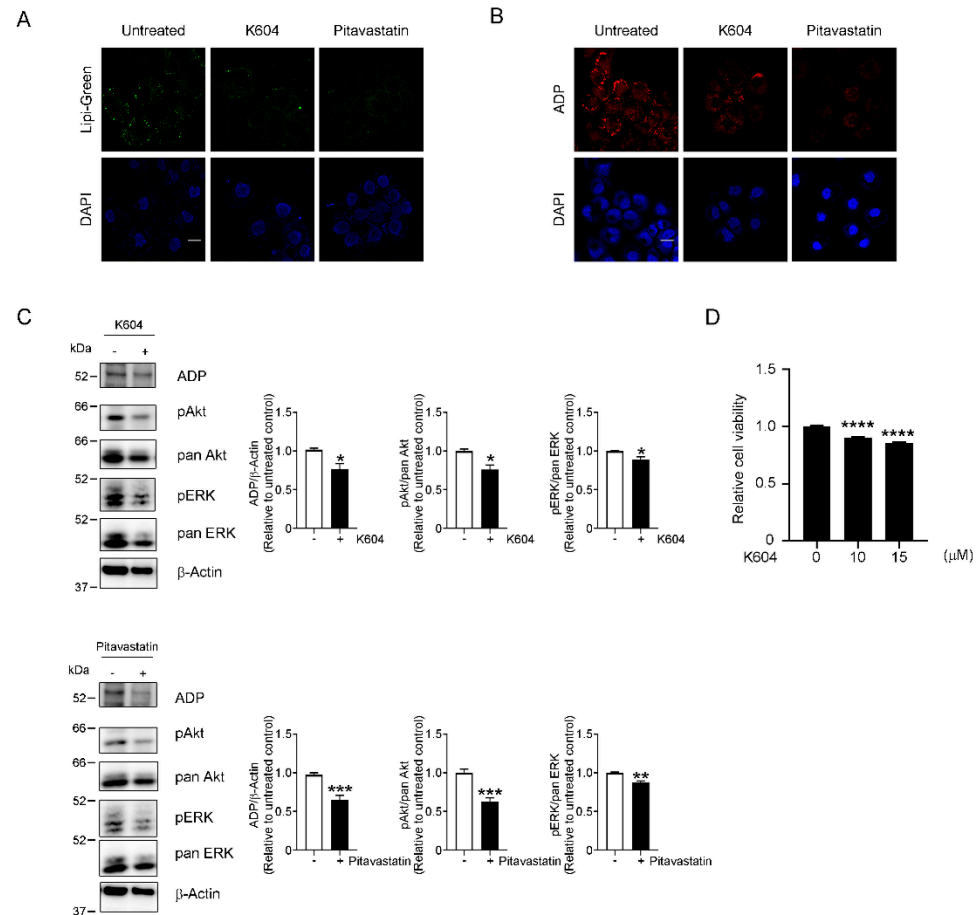 A
Untreated K604 Pitavastatin
Lipi-Green
DAPI
B
Untreated K604 Pitavastatin
ADP
DAPI
C
K604
kDa - +
52 ADP
66 pAkt
66 pan Akt
52 pERK
52 pan ERK
β-Actin
37
ADP/β-Actin
(Relative to untreated control)
1.5
1.0
0.5
0
*
- + K604
pAkt/pan Akt
(Relative to untreated control)
1.5
1.0
0.5
0
*
- + K604
pERK/pan ERK
(Relative to untreated control)
1.5
1.0
0.5
0
*
- + K604
D
Relative cell viability
1.5
1.0
0.5
0
**** ****
K604 0 10 15 (μM)
Pitavastatin
kDa - +
52 ADP
66 pAkt
66 pan Akt
52 pERK
52 pan ERK
β-Actin
37
ADP/β-Actin
(Relative to untreated control)
1.5
1.0
0.5
0
***
- + Pitavastatin
pAkt/pan Akt
(Relative to untreated control)
1.5
1.0
0.5
0
***
- + Pitavastatin
pERK/pan ERK
(Relative to untreated control)
1.5
1.0
0.5
0
**
- + Pitavastatin